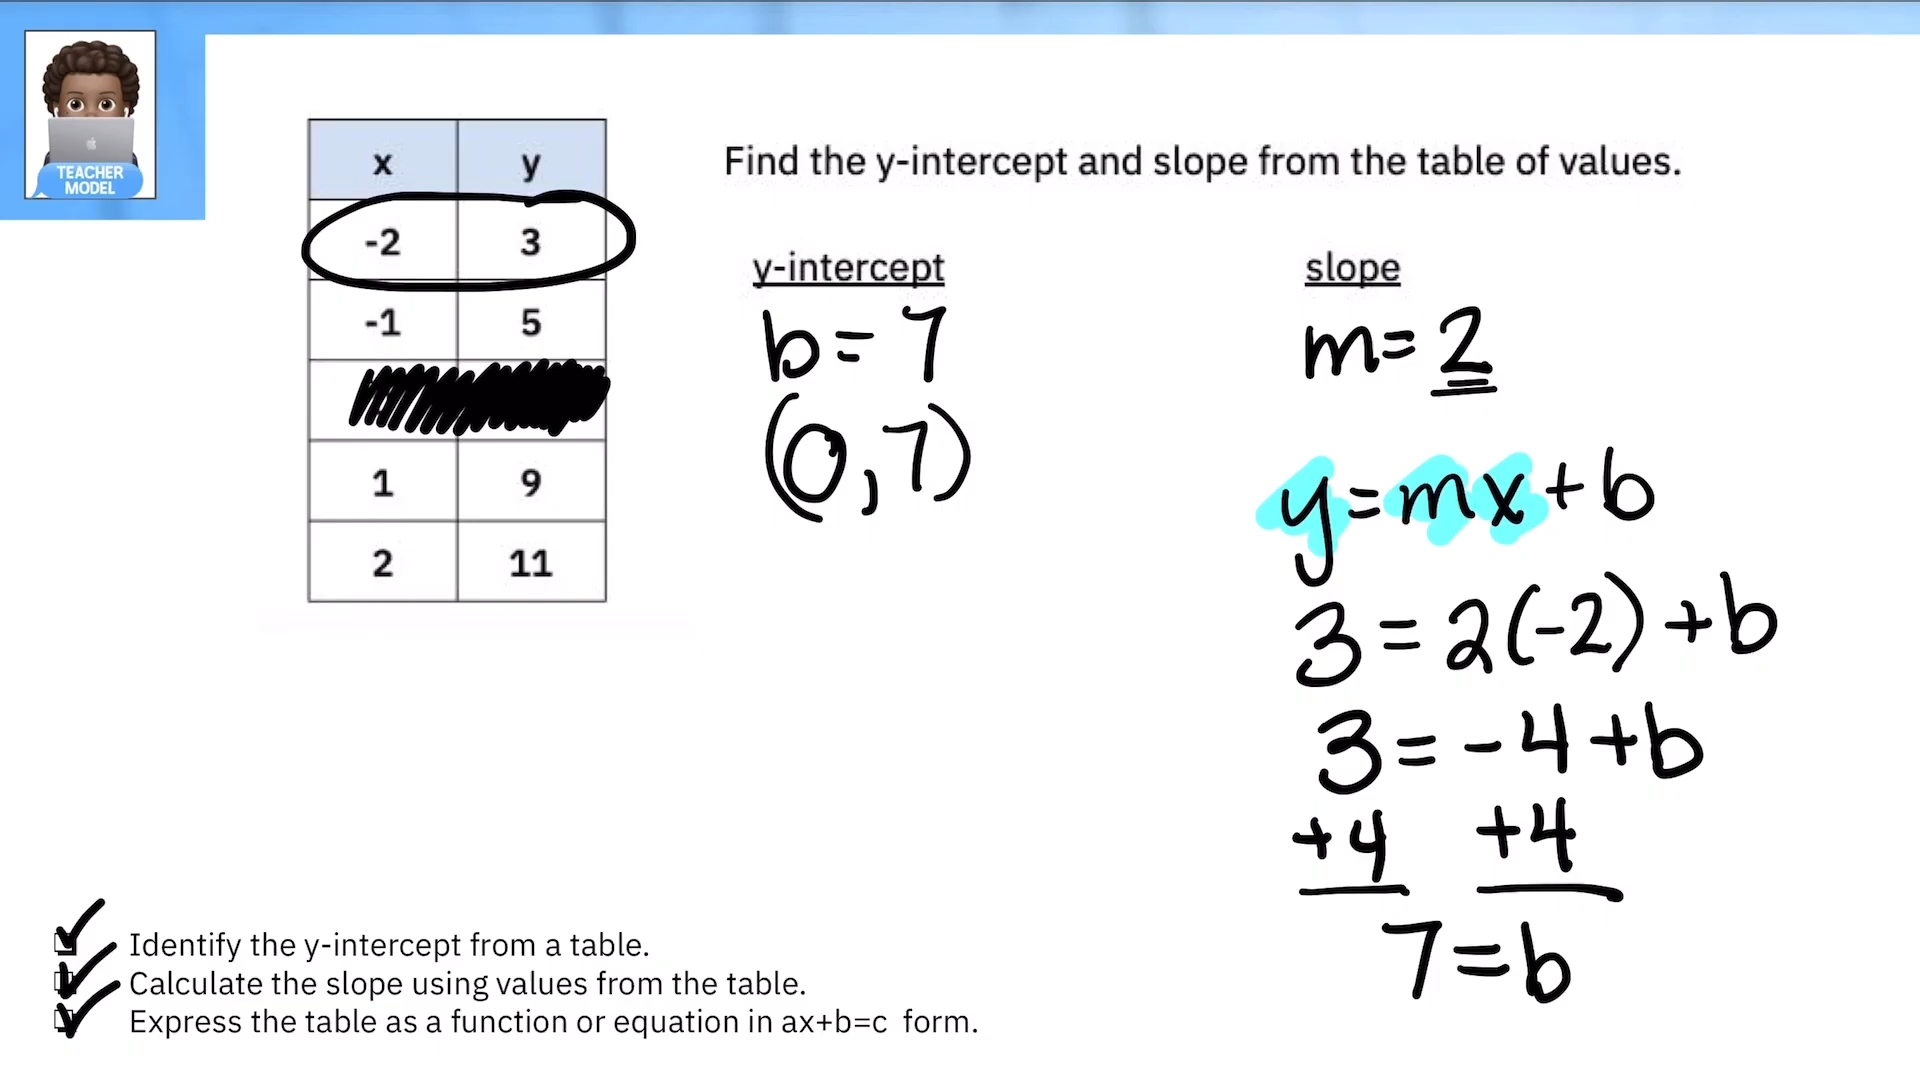 TEACHER
MODEL
x y
-2 3
-1 5
1 9
2 11
Find the y-intercept and slope from the table of values.
y-intercept
b = 7
(0,7)
slope
m= 2
y = mx + b
3 = 2(-2) + b
3 = -4 + b
+4 +4
7 = b
Identify the y-intercept from a table.
Calculate the slope using values from the table.
Express the table as a function or equation in ax+b=c form.